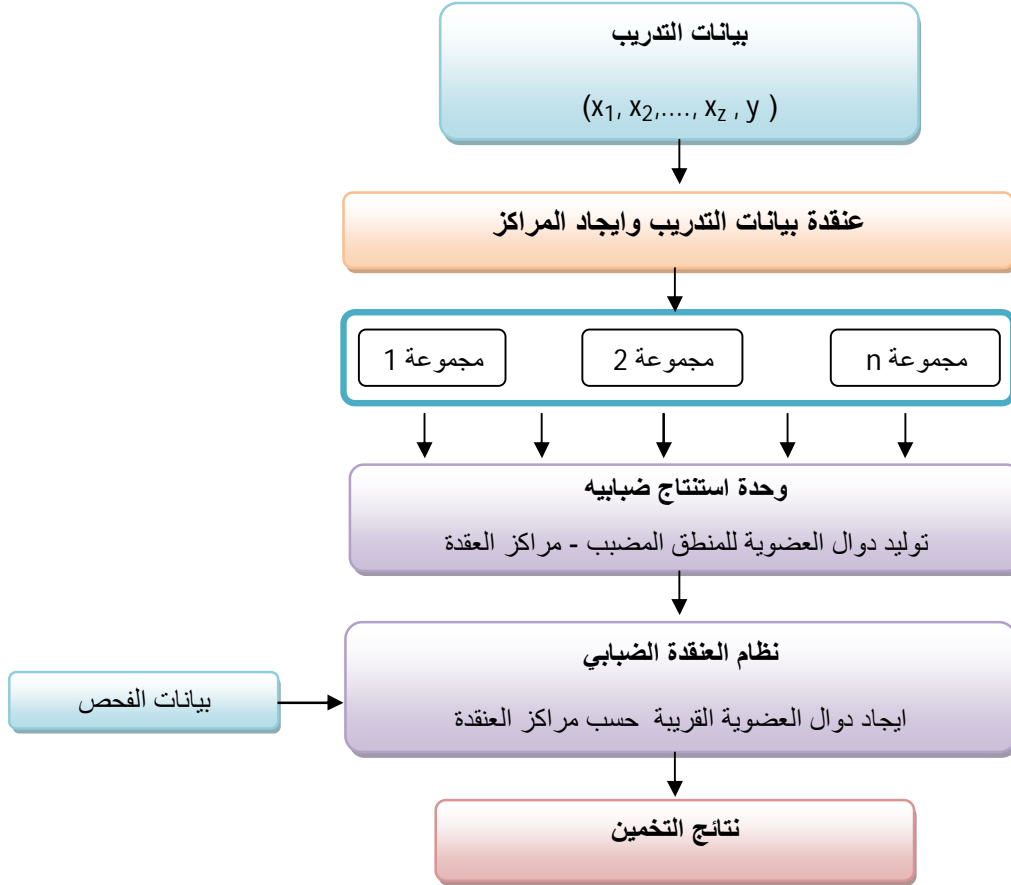 بيانات التدريب
(x₁, x₂,...., x_z , y )
عنقدة بيانات التدريب وايجاد المراكز
مجموعة 1
مجموعة 2
مجموعة n
وحدة استنتاج ضبابيه
توليد دوال العضوية للمنطق المضبب - مراكز العقدة
نظام العنقدة الضبابي
ايجاد دوال العضوية القريبة حسب مراكز العنقدة
بيانات الفحص
نتائج التخمين